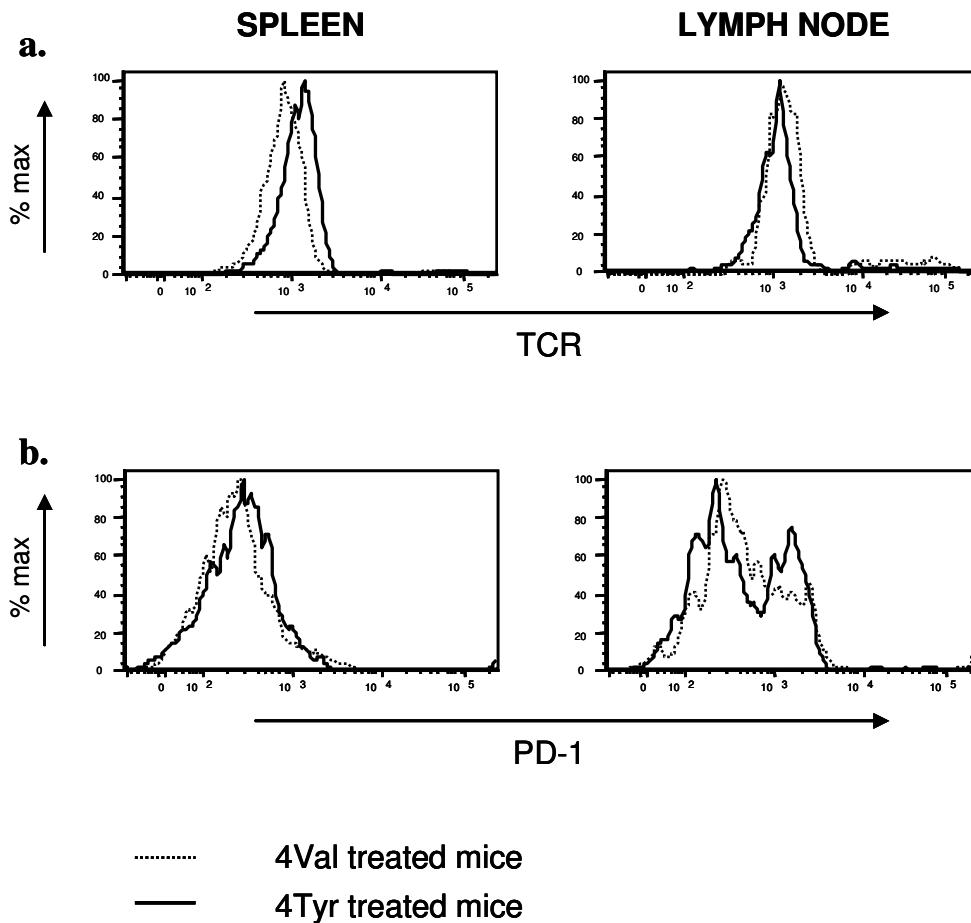 SPLEEN LYMPH NODE
a.
% max
100 80 60 40 20 0
0 10 2 10 3 10 4 10 5
100 80 60 40 20 0
0 10 2 10 3 10 4 10 5
TCR
b.
% max
100 80 60 40 20 0
0 10 2 10 3 10 4 10 5
100 80 60 40 20 0
0 10 2 10 3 10 4 10 5
PD-1
4Val treated mice
4Tyr treated mice